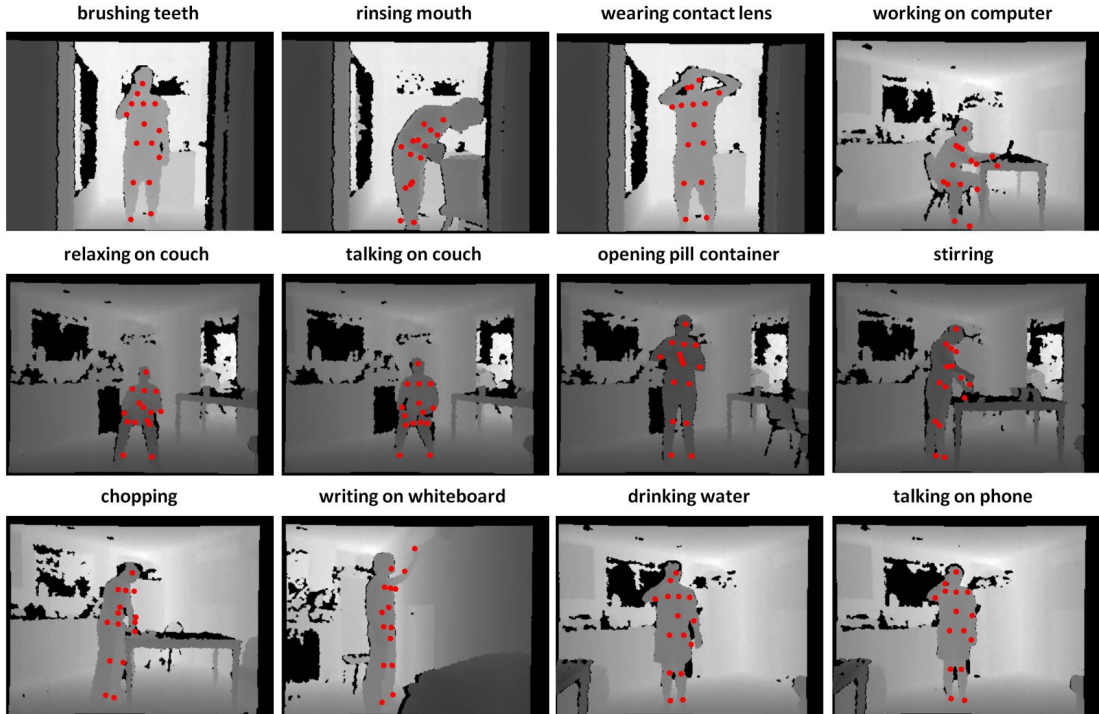 brushing teeth
rinsing mouth
wearing contact lens
working on computer
relaxing on couch
talking on couch
opening pill container
stirring
chopping
writing on whiteboard
drinking water
talking on phone